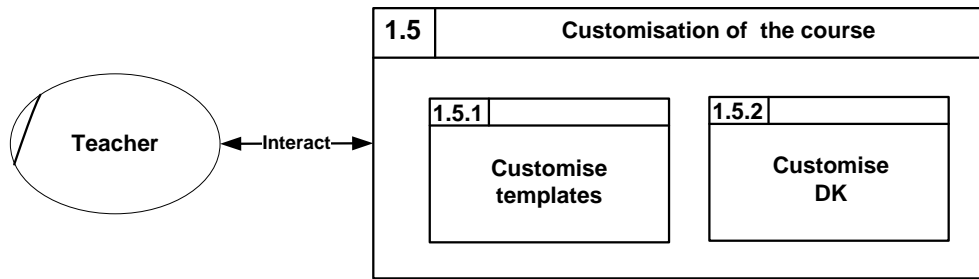 1.5
Customisation of the course
Teacher
Interact
1.5.1
Customise
templates
1.5.2
Customise
DK